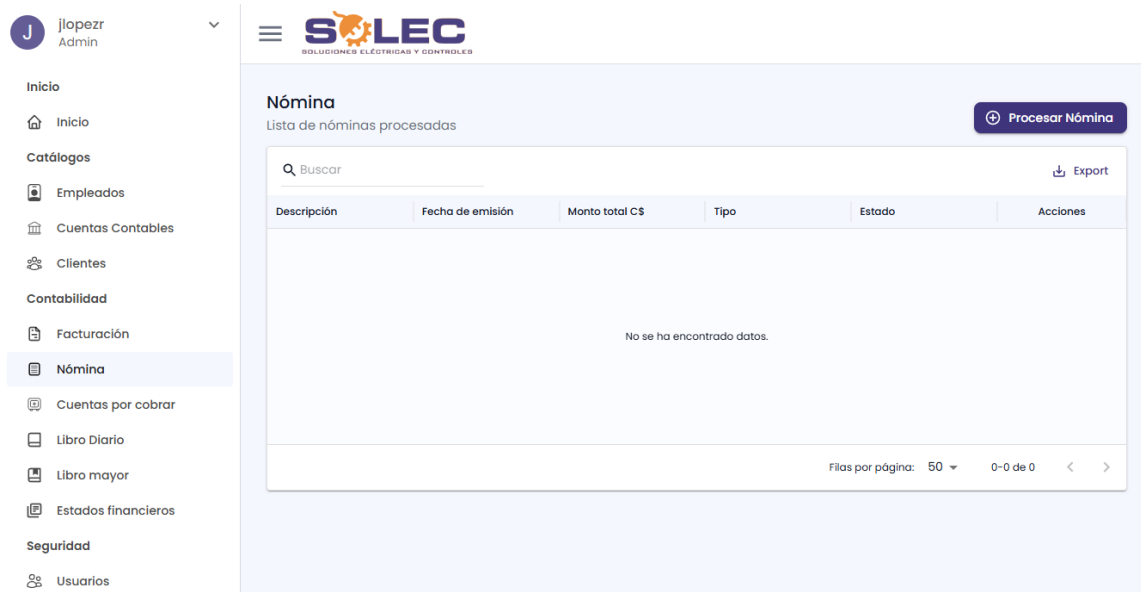 J
jlopezr
Admin
Inicio
Inicio
Catálogos
Empleados
Cuentas Contables
Clientes
Contabilidad
Facturación
Nómina
Cuentas por cobrar
Libro Diario
Libro mayor
Estados financieros
Seguridad
Usuarios
SOLEC
SOLUCIONES ELÉCTRICAS Y CONTROLES
Nómina
Lista de nóminas procesadas
Procesar Nómina
Buscar
Export
Descripción Fecha de emisión Monto total C$ Tipo Estado Acciones
No se ha encontrado datos.
Filas por página: 50 0-0 de 0